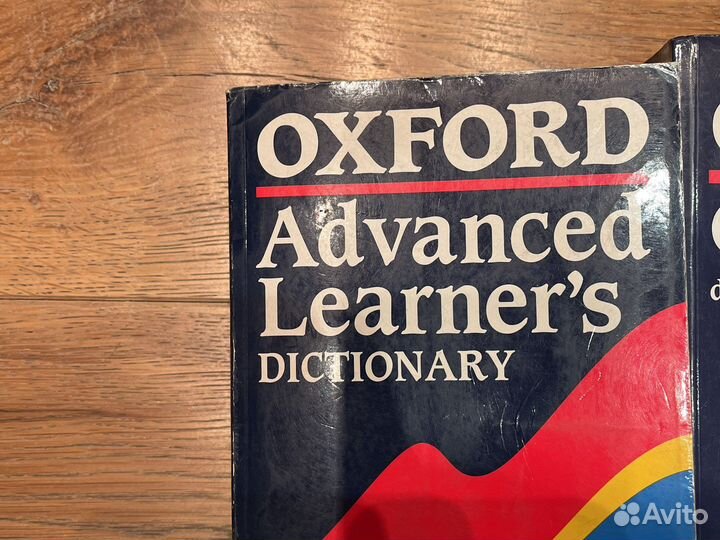 OXFORD
Advanced
Learner's
DICTIONARY
Avito